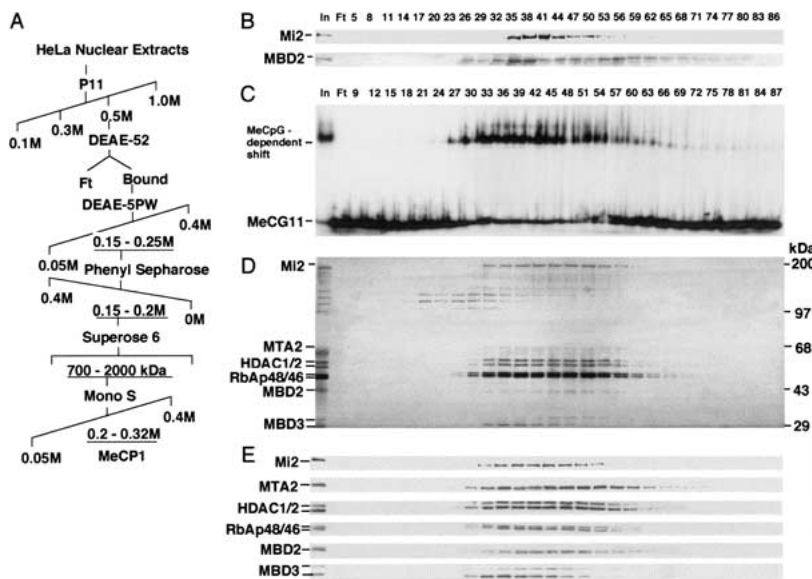 A
HeLa Nuclear Extracts
P11
0.1M
0.3M
0.5M
1.0M
DEAE-52
Ft
Bound
DEAE-5PW
0.05M
0.15 - 0.25M
0.4M
Phenyl Sepharose
0.4M
0.15 - 0.2M
0M
Superose 6
700 - 2000 kDa
Mono S
0.05M
0.2 - 0.32M
0.4M
MeCP1
B
In Ft 5 8 11 14 17 20 23 26 29 32 35 38 41 44 47 50 53 56 59 62 65 68 71 74 77 80 83 86
Mi2
MBD2
C
In Ft 9 12 15 18 21 24 27 30 33 36 39 42 45 48 51 54 57 60 63 66 69 72 75 78 81 84 87
MeCpG -
dependent
shift
MeCG11
D
kDa
Mi2
200
97
MTA2
68
HDAC1/2
RbAp48/46
MBD2
43
MBD3
29
E
Mi2
MTA2
HDAC1/2
RbAp48/46
MBD2
MBD3